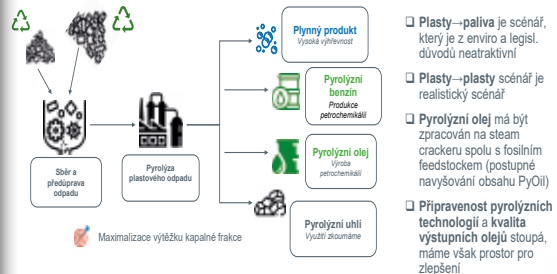 Plynný produkt
Vysoká výhřevnost
Pyrolýzní
benzín
Produkce
petrochemikálií
Pyrolýzní olej
Výroba
petrochemikálií
Pyrolýzní uhlí
Využití zkoumáme
Sběr a
předúprava
odpadu
Pyrolýza
plastového odpadu
Maximalizace výtěžku kapalné frakce
❑ Plasty→paliva je scénář,
který je z enviro a legisl.
důvodů neatraktivní
❑ Plasty→plasty scénář je
realistický scénář
❑ Pyrolýzní olej má být
zpracován na steam
crackeru spolu s fosilním
feedstockem (postupné
navyšování obsahu PyOil)
❑ Připravenost pyrolýzních
technologií a kvalita
výstupních olejů stoupá,
máme však prostor pro
zlepšení